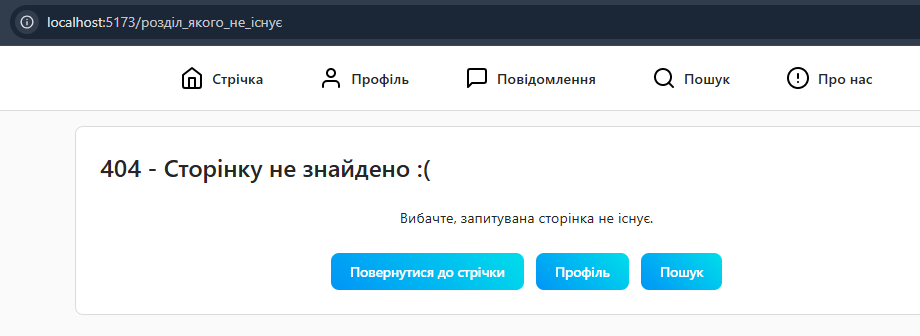 localhost:5173/розділ_якого_не_існує
Стрічка Профіль Повідомлення Пошук Про нас
404 - Сторінку не знайдено :(
Вибачте, запитувана сторінка не існує.
Повернутися до стрічки Профіль Пошук